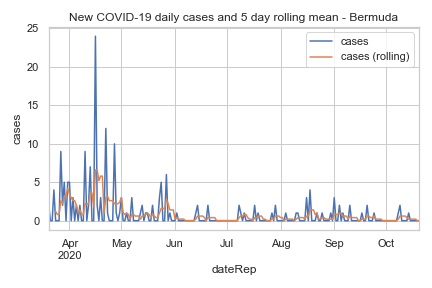 New COVID-19 daily cases and 5 day rolling mean - Bermuda
cases
cases (rolling)
25
20
15
10
5
0
cases
Apr May Jun Jul Aug Sep Oct
2020
dateRep